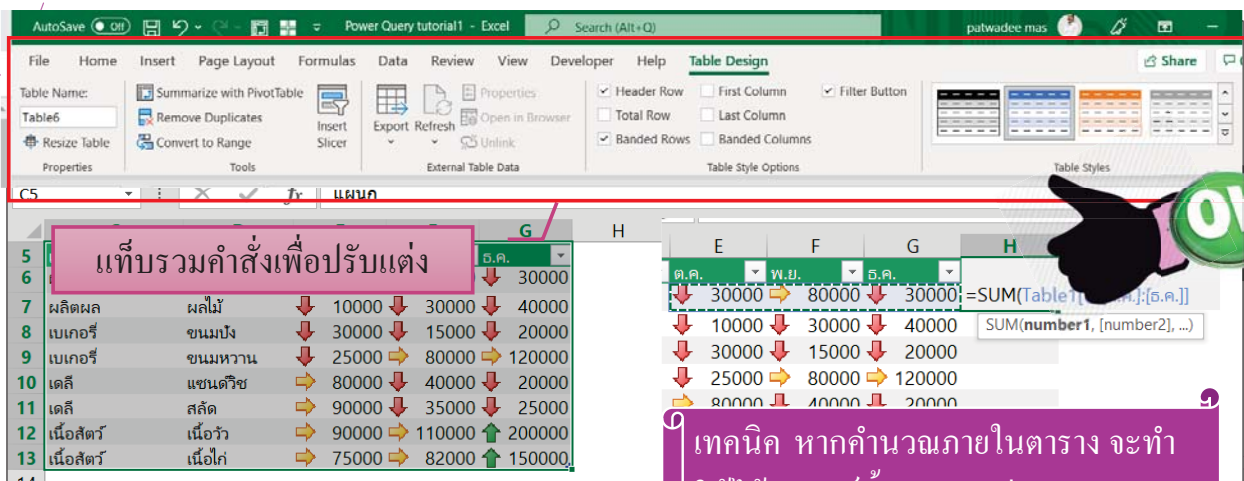 AutoSave Off Power Query tutorial1 - Excel Search (Alt+Q) patwadee mas
File Home Insert Page Layout Formulas Data Review View Developer Help Table Design Share
Table Name: Summarize with PivotTable Properties Header Row First Column Filter Button
Table6 Remove Duplicates Insert Slicer Export Refresh Open in Browser Total Row Last Column
Resize Table Convert to Range Unlink Banded Rows Banded Columns
Properties Tools External Table Data Table Style Options Table Styles
C5 fx แผนก
OK
G H
แท็บรวมคำสั่งเพื่อปรับแต่ง
5 ธ.ค.
6 30000
7 ผลิตผล ผลไม้ 10000 30000 40000
8 เบเกอรี่ ขนมปัง 30000 15000 20000
9 เบเกอรี่ ขนมหวาน 25000 80000 120000
10 เดลี แซนด์วิช 80000 40000 20000
11 เดลี สลัด 90000 35000 25000
12 เนื้อสัตว์ เนื้อวัว 90000 110000 200000
13 เนื้อสัตว์ เนื้อไก่ 75000 82000 150000
E F G H
ต.ค. พ.ย. ธ.ค.
30000 80000 30000 =SUM(Table1[ :[ธ.ค.]]
10000 30000 40000 SUM(number1, [number2], ...)
30000 15000 20000
25000 80000 120000
80000 40000 20000
เทคนิค หากคำนวณภายในตาราง จะทำ